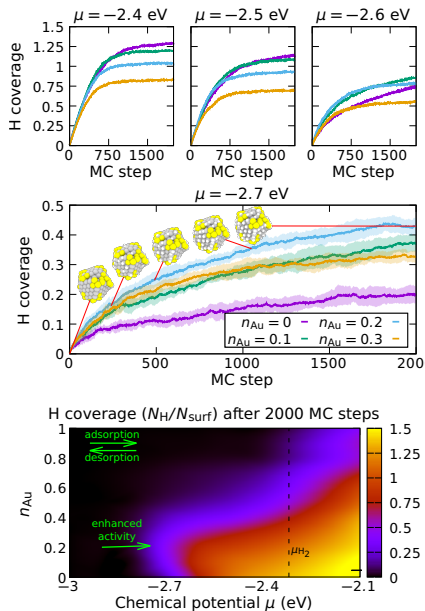 μ=−2.4 eV
μ=−2.5 eV
μ=−2.6 eV
H coverage
1.5
1.25
1
0.75
0.5
0.25
0
0 750 1500
0 750 1500
0 750 1500
MC step
MC step
MC step
μ=−2.7 eV
H coverage
0.5
0.4
0.3
0.2
0.1
0
n_Au = 0
n_Au = 0.2
n_Au = 0.1
n_Au = 0.3
500 1000 1500 2000
MC step
H coverage (N_H/N_surf) after 2000 MC steps
n_Au
1
0.8
0.6
0.4
0.2
0
adsorption
desorption
enhanced
activity
μ_H2
1.5
1.25
1
0.75
0.5
0.25
0
−3 −2.7 −2.4 −2.1
Chemical potential μ (eV)